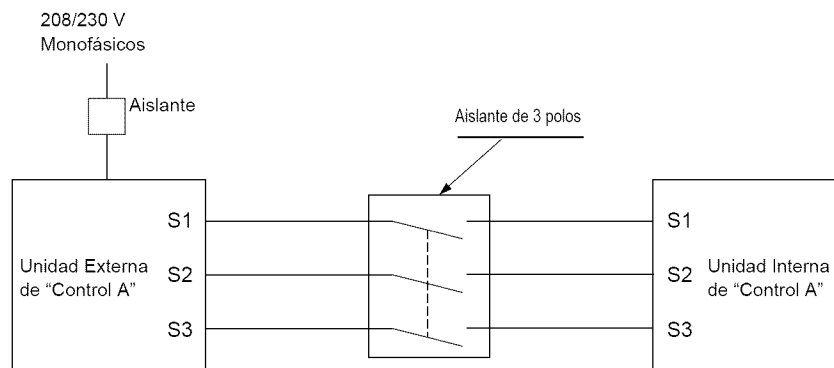 208/230 V
Monofásicos
Aislante
Aislante de 3 polos
S1
S1
Unidad Externa
de “Control A”
S2
S2
Unidad Interna
de “Control A”
S3
S3